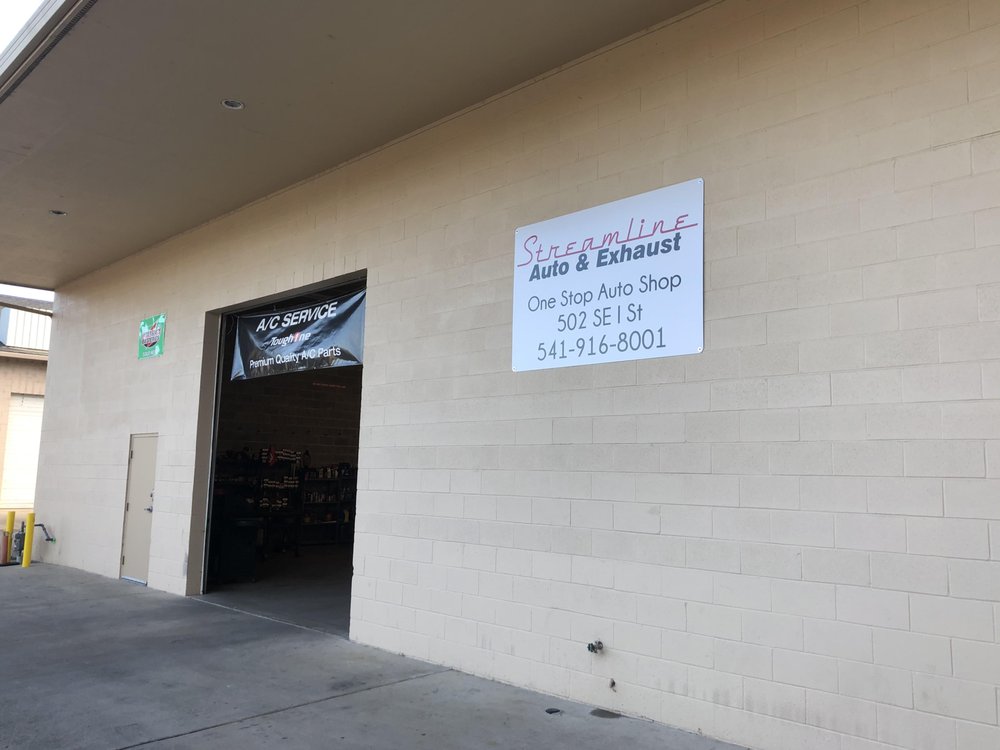 Streamline
Auto & Exhaust
One Stop Auto Shop
502 SE I St
541-916-8001
A/C SERVICE
ToughOne
Premium Quality A/C Parts